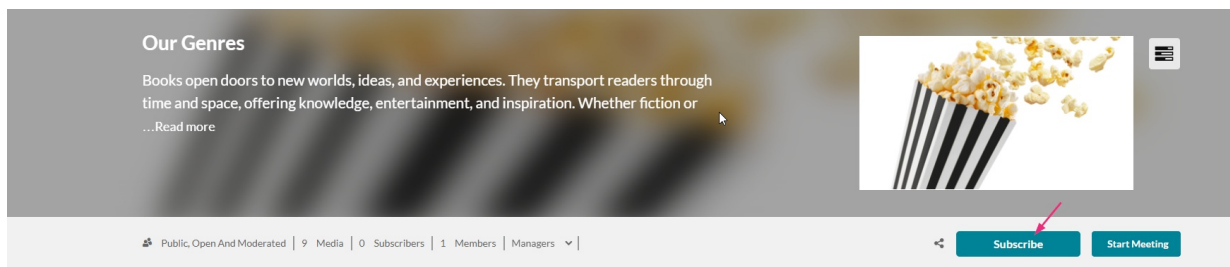 Our Genres
Books open doors to new worlds, ideas, and experiences. They transport readers through
time and space, offering knowledge, entertainment, and inspiration. Whether fiction or
...Read more
Public, Open And Moderated | 9 Media | 0 Subscribers | 1 Members | Managers |
Subscribe
Start Meeting